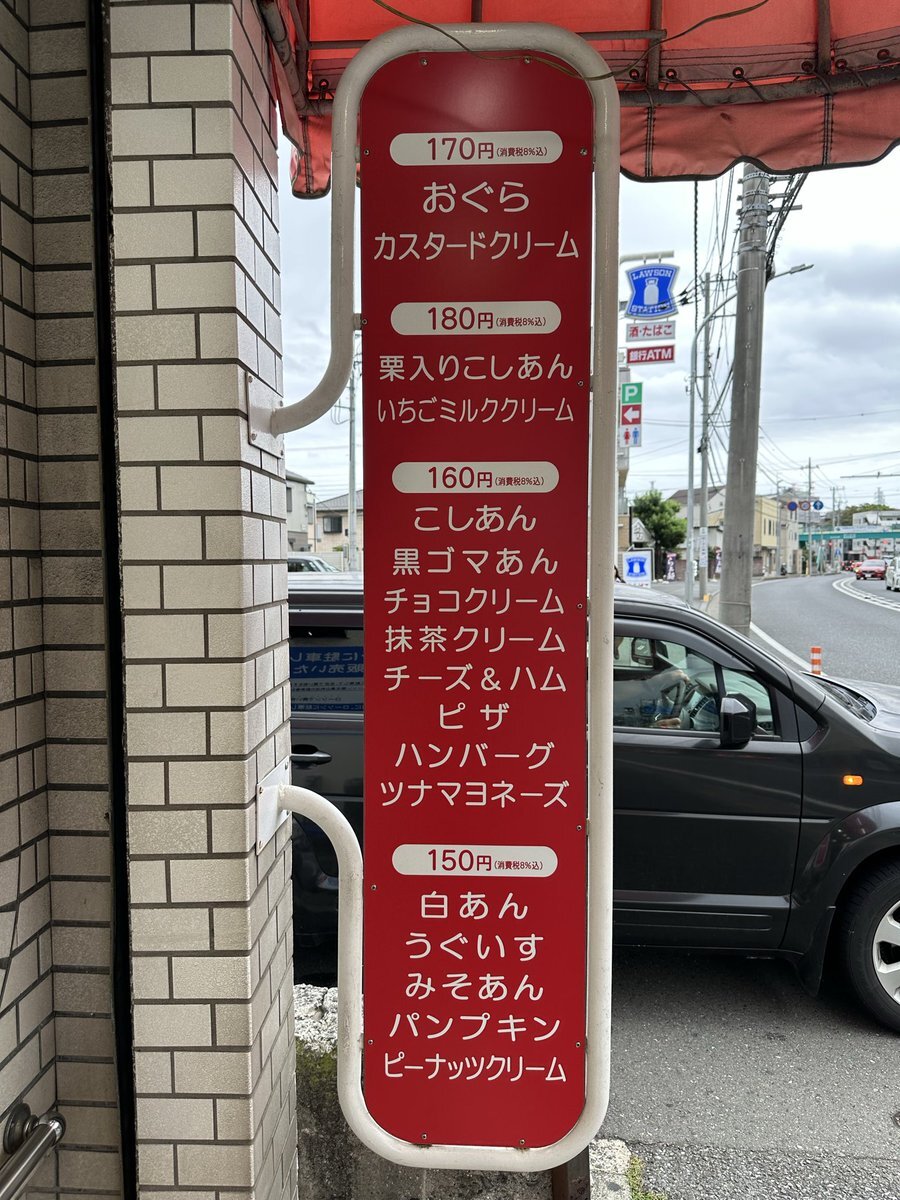 170円(消費税8%込)
おぐら
カスタードクリーム
180円(消費税8%込)
栗入りこしあん
いちごミルククリーム
160円(消費税8%込)
こしあん
黒ゴマあん
チョコクリーム
抹茶クリーム
チーズ&ハム
ピザ
ハンバーグ
ツナマヨネーズ
150円(消費税8%込)
白あん
うぐいす
みそあん
パンプキン
ピーナッツクリーム
LAWSON
STATION
酒・たばこ
銀行ATM
P